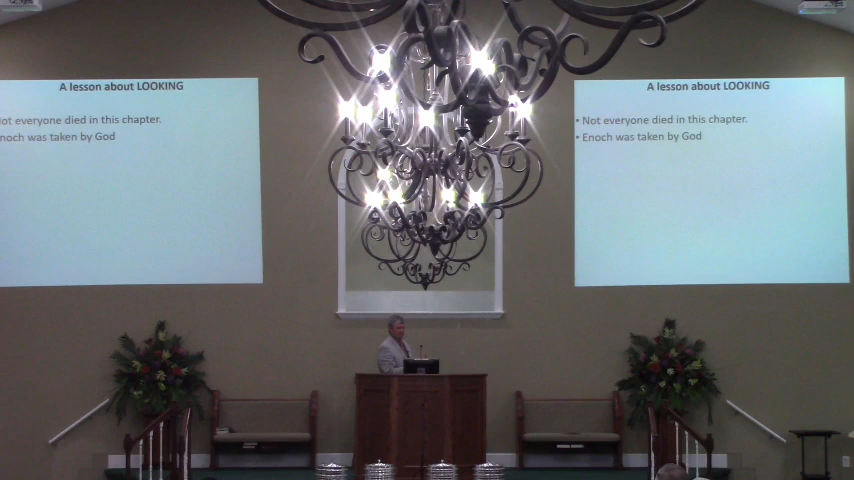 A lesson about LOOKING
ot everyone died in this chapter.
noch was taken by God
A lesson about LOOKING
• Not everyone died in this chapter.
• Enoch was taken by God